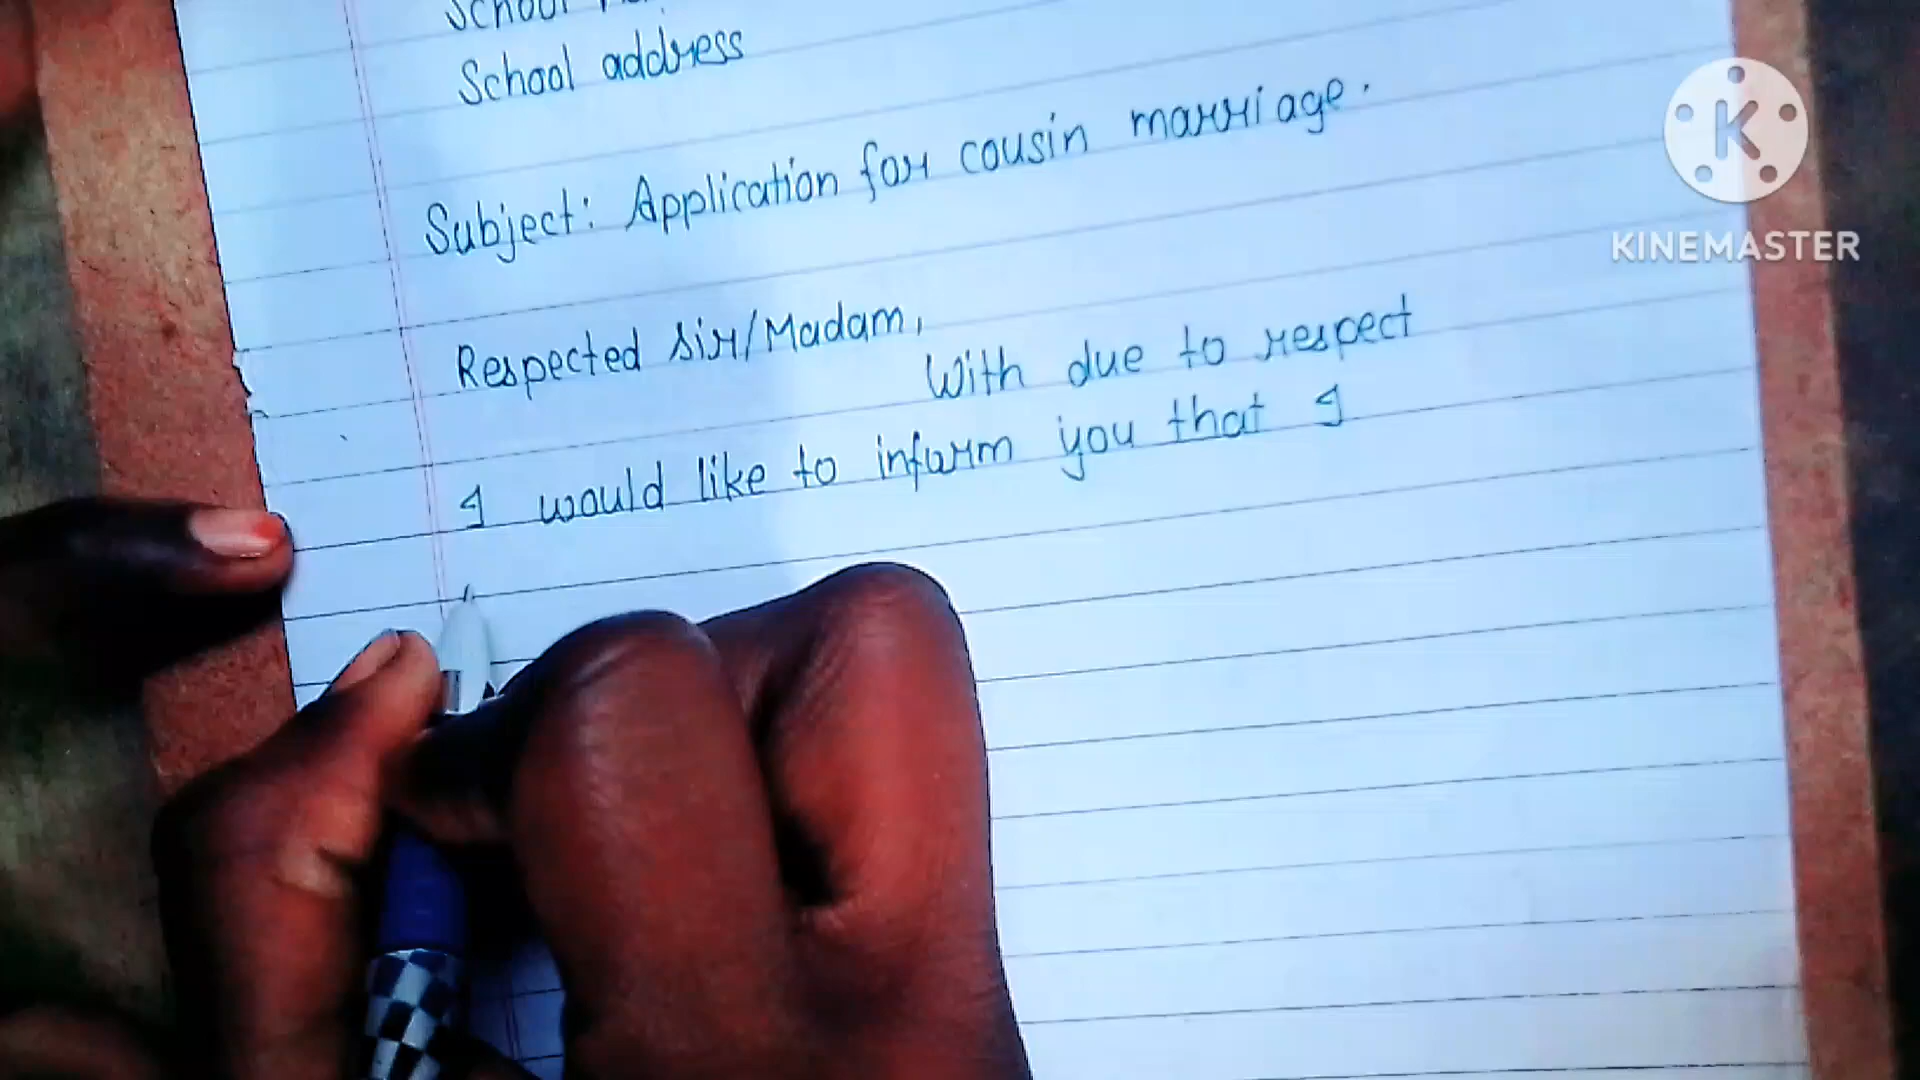 School
School address
Subject: Application for cousin marriage.
Respected sir/Madam,
With due to respect
I would like to inform you that I
KINEMASTER